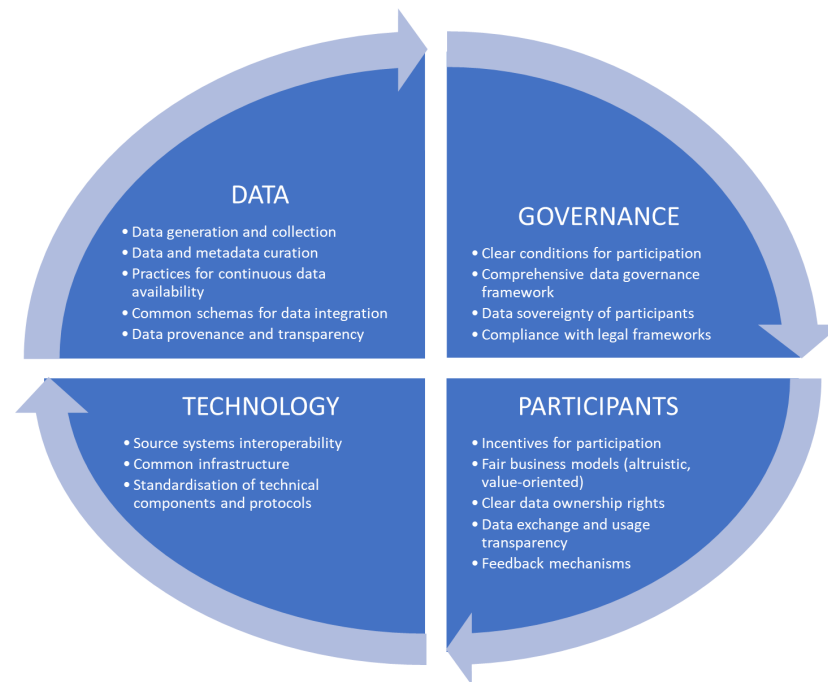 DATA
• Data generation and collection
• Data and metadata curation
• Practices for continuous data
availability
• Common schemas for data integration
• Data provenance and transparency
GOVERNANCE
• Clear conditions for participation
• Comprehensive data governance
framework
• Data sovereignty of participants
• Compliance with legal frameworks
TECHNOLOGY
• Source systems interoperability
• Common infrastructure
• Standardisation of technical
components and protocols
PARTICIPANTS
• Incentives for participation
• Fair business models (altruistic,
value-oriented)
• Clear data ownership rights
• Data exchange and usage
transparency
• Feedback mechanisms